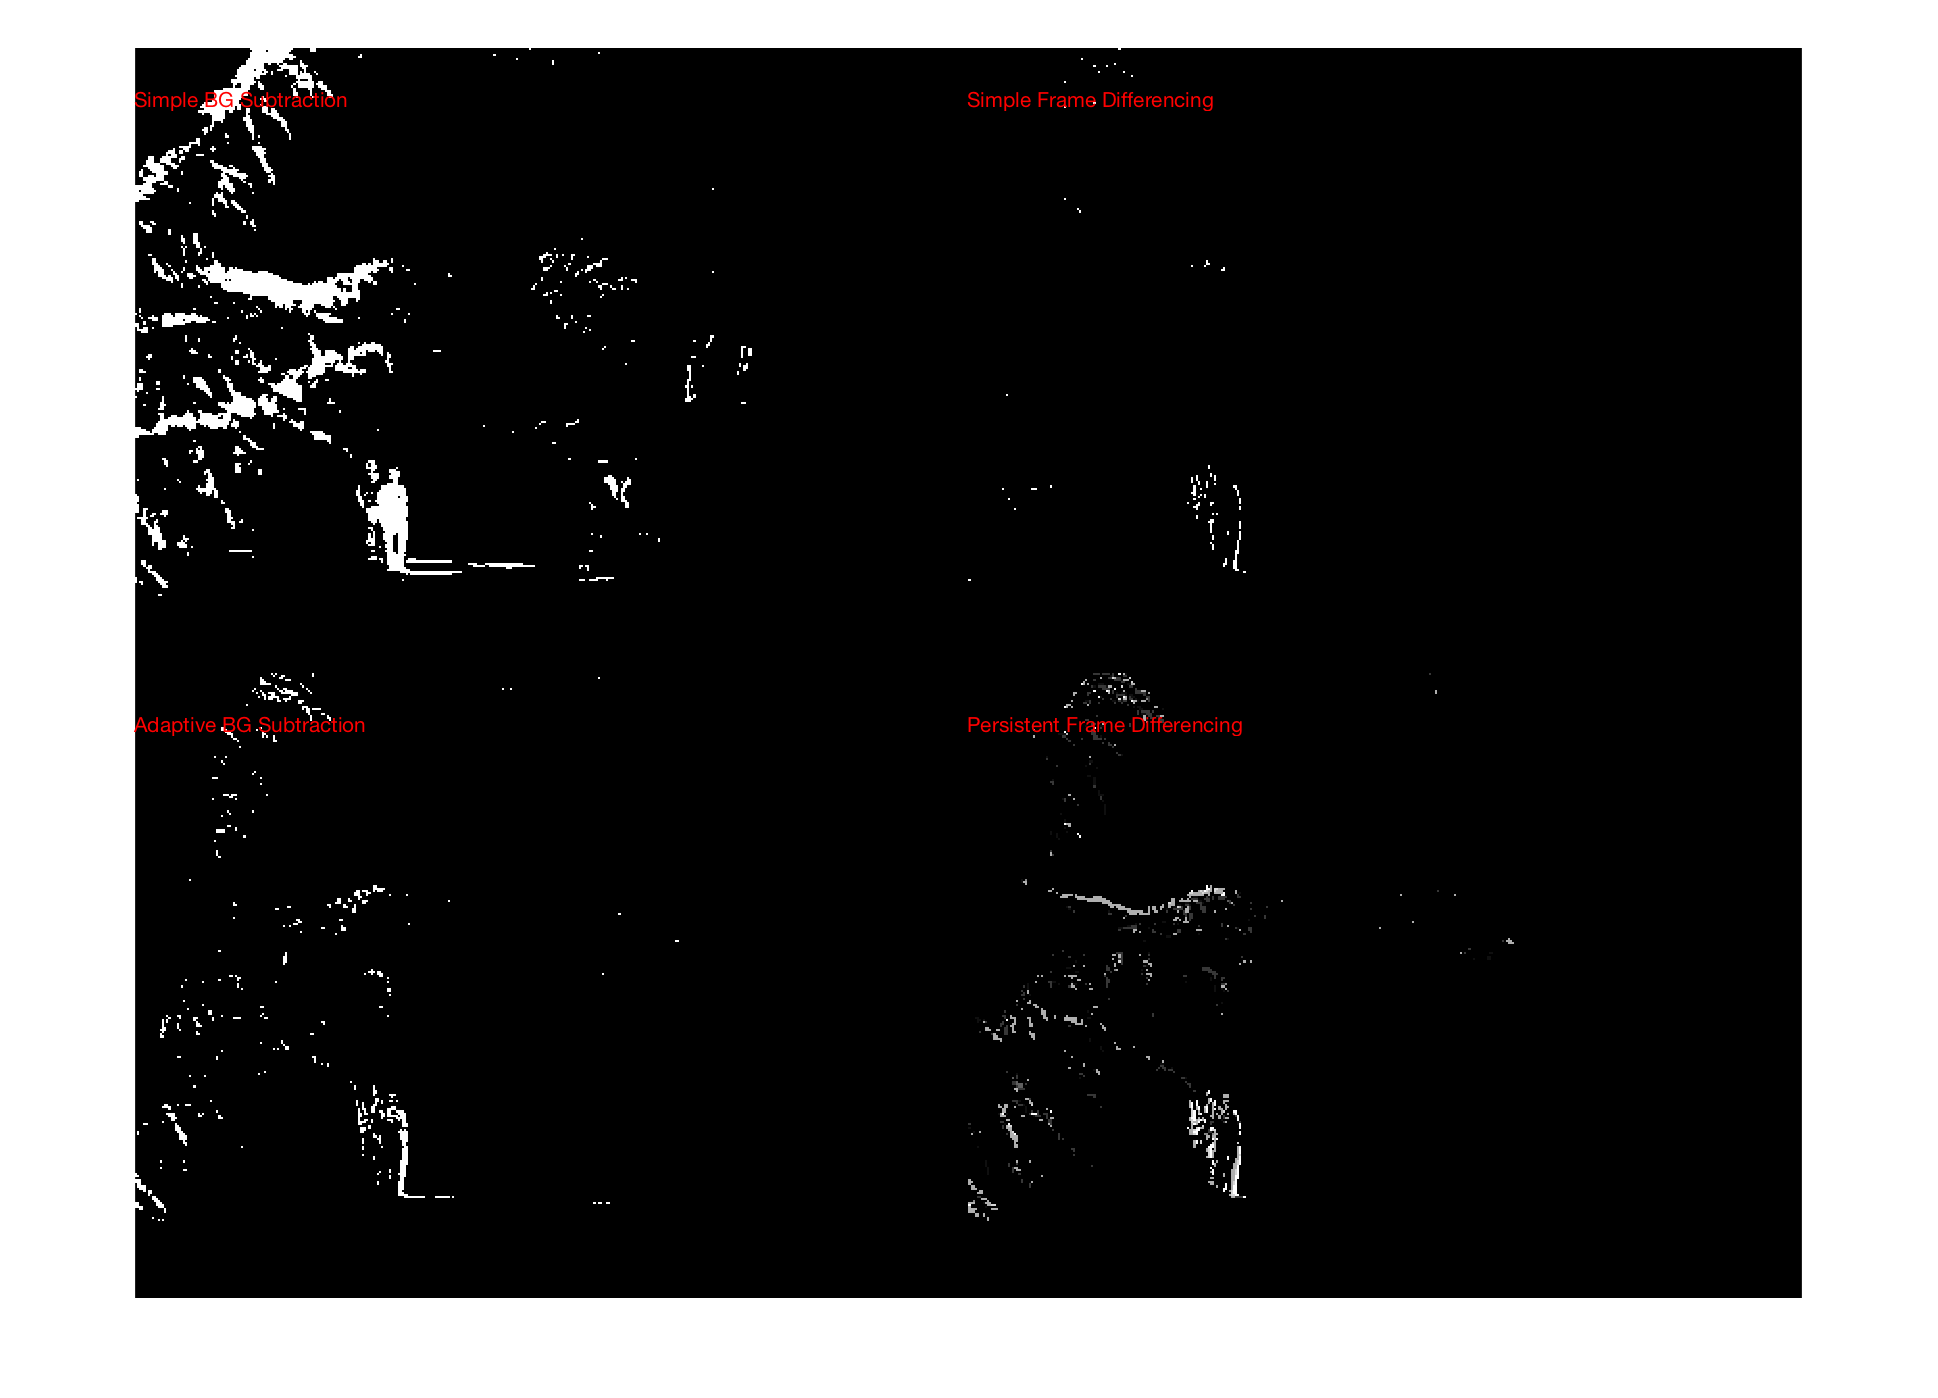 Simple BG Subtraction
Simple Frame Differencing
Adaptive BG Subtraction
Persistent Frame Differencing